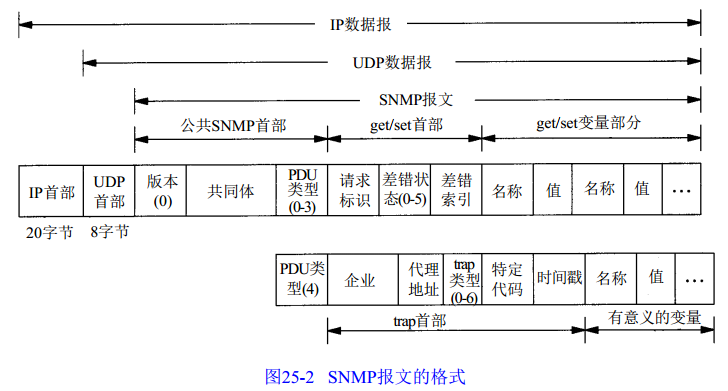 IP数据报
UDP数据报
SNMP报文
公共SNMP首部 get/set首部 get/set变量部分
IP首部
UDP
首部
版本
(0)
共同体
PDU
类型
(0-3)
请求
标识
差错状
态(0-5)
差错
索引
名称
值
名称
值
…
20字节 8字节
PDU类
型(4)
企业
代理
地址
trap
类型
(0-6)
特定
代码
时间戳
名称
值
…
trap首部 有意义的变量
图25-2 SNMP报文的格式